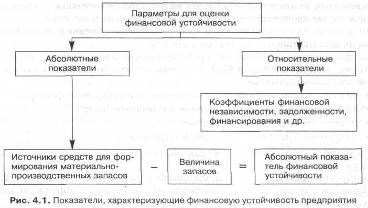 Параметры для оценки
финансовой устойчивости
Абсолютные
показатели
Относительные
показатели
Коэффициенты финансовой
независимости, задолженности,
финансирования и др.
Источники средств для фор-
мирования материально-
производственных запасов
–
Величина
запасов
=
Абсолютный показа-
тель финансовой
устойчивости
Рис. 4.1. Показатели, характеризующие финансовую устойчивость предприятия